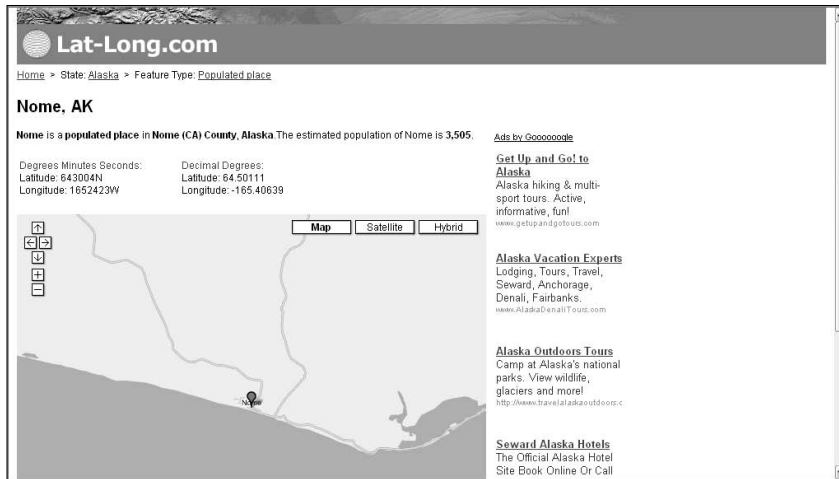 Lat-Long.com
Home > State: Alaska > Feature Type: Populated place
Nome, AK
Nome is a populated place in Nome (CA) County, Alaska.The estimated population of Nome is 3,505.
Degrees Minutes Seconds:
Latitude: 643004N
Longitude: 1652423W
Decimal Degrees:
Latitude: 64.50111
Longitude: -165.40639
Map Satellite Hybrid
Nome
Ads by Goooooogle
Get Up and Go! to
Alaska
Alaska hiking & multi-
sport tours. Active,
informative, fun!
www.getupandgotours.com
Alaska Vacation Experts
Lodging, Tours, Travel,
Seward, Anchorage,
Denali, Fairbanks.
www.AlaskaDenaliTours.com
Alaska Outdoors Tours
Camp at Alaska's national
parks. View wildlife,
glaciers and more!
http://www.travelalaskaoutdoors.c
Seward Alaska Hotels
The Official Alaska Hotel
Site Book Online Or Call